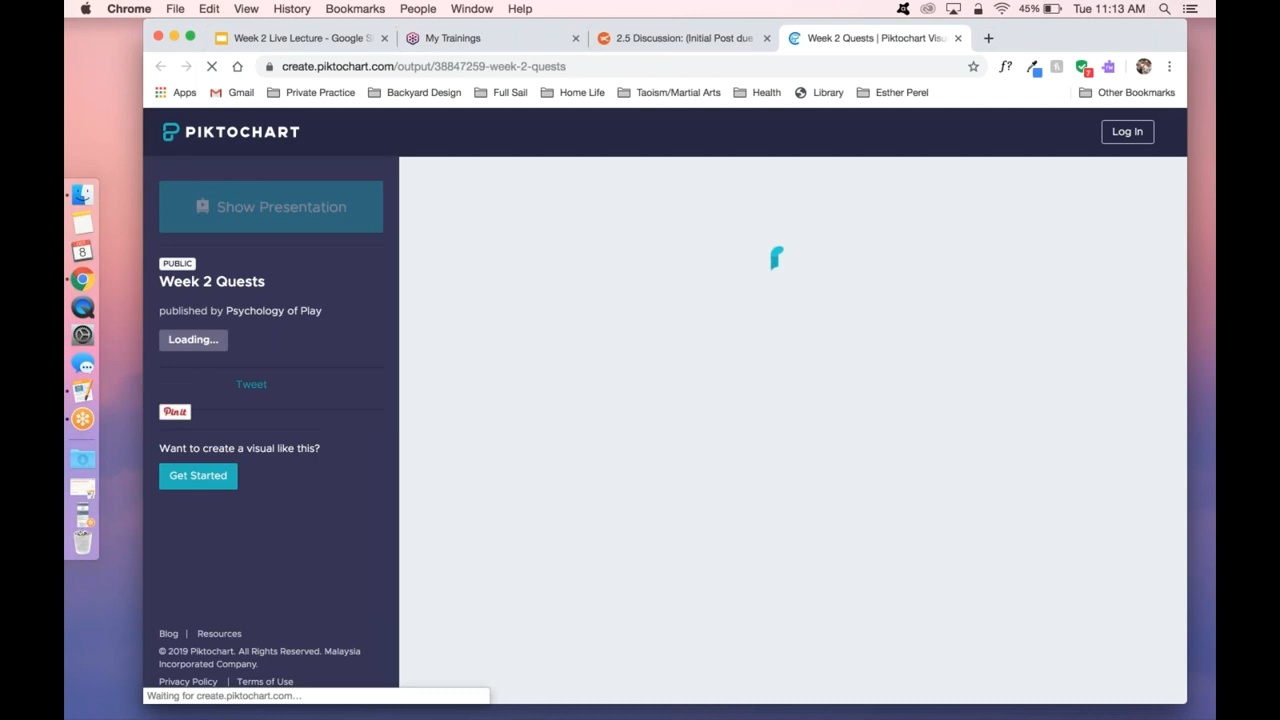 Chrome File Edit View History Bookmarks People Window Help 45% Tue 11:13 AM
Week 2 Live Lecture - Google S My Trainings 2.5 Discussion: (Initial Post due Week 2 Quests | Piktochart Visu
create.piktochart.com/output/38847259-week-2-quests f? 7
Apps Gmail Private Practice Backyard Design Full Sail Home Life Taoism/Martial Arts Health Library Esther Perel Other Bookmarks
PIKTOCHART Log In
Show Presentation
PUBLIC
Week 2 Quests
published by Psychology of Play
Loading...
Tweet
Pin it
Want to create a visual like this?
Get Started
Blog | Resources
© 2019 Piktochart. All Rights Reserved. Malaysia
Incorporated Company.
Privacy Policy | Terms of Use
Waiting for create.piktochart.com...
8